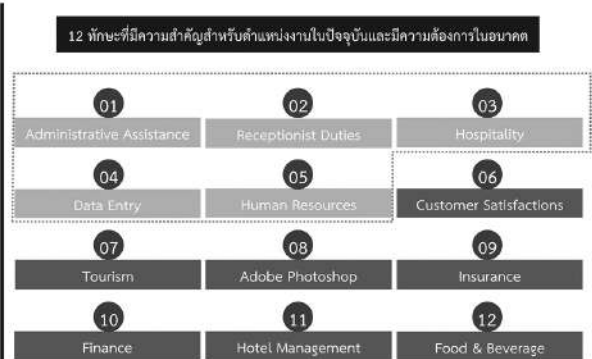 12 ทักษะที่มีความสำคัญสำหรับตำแหน่งงานในปัจจุบันและมีความต้องการในอนาคต
01 02 03
Administrative Assistance Receptionist Duties Hospitality
04 05 06
Data Entry Human Resources Customer Satisfactions
07 08 09
Tourism Adobe Photoshop Insurance
10 11 12
Finance Hotel Management Food & Beverage